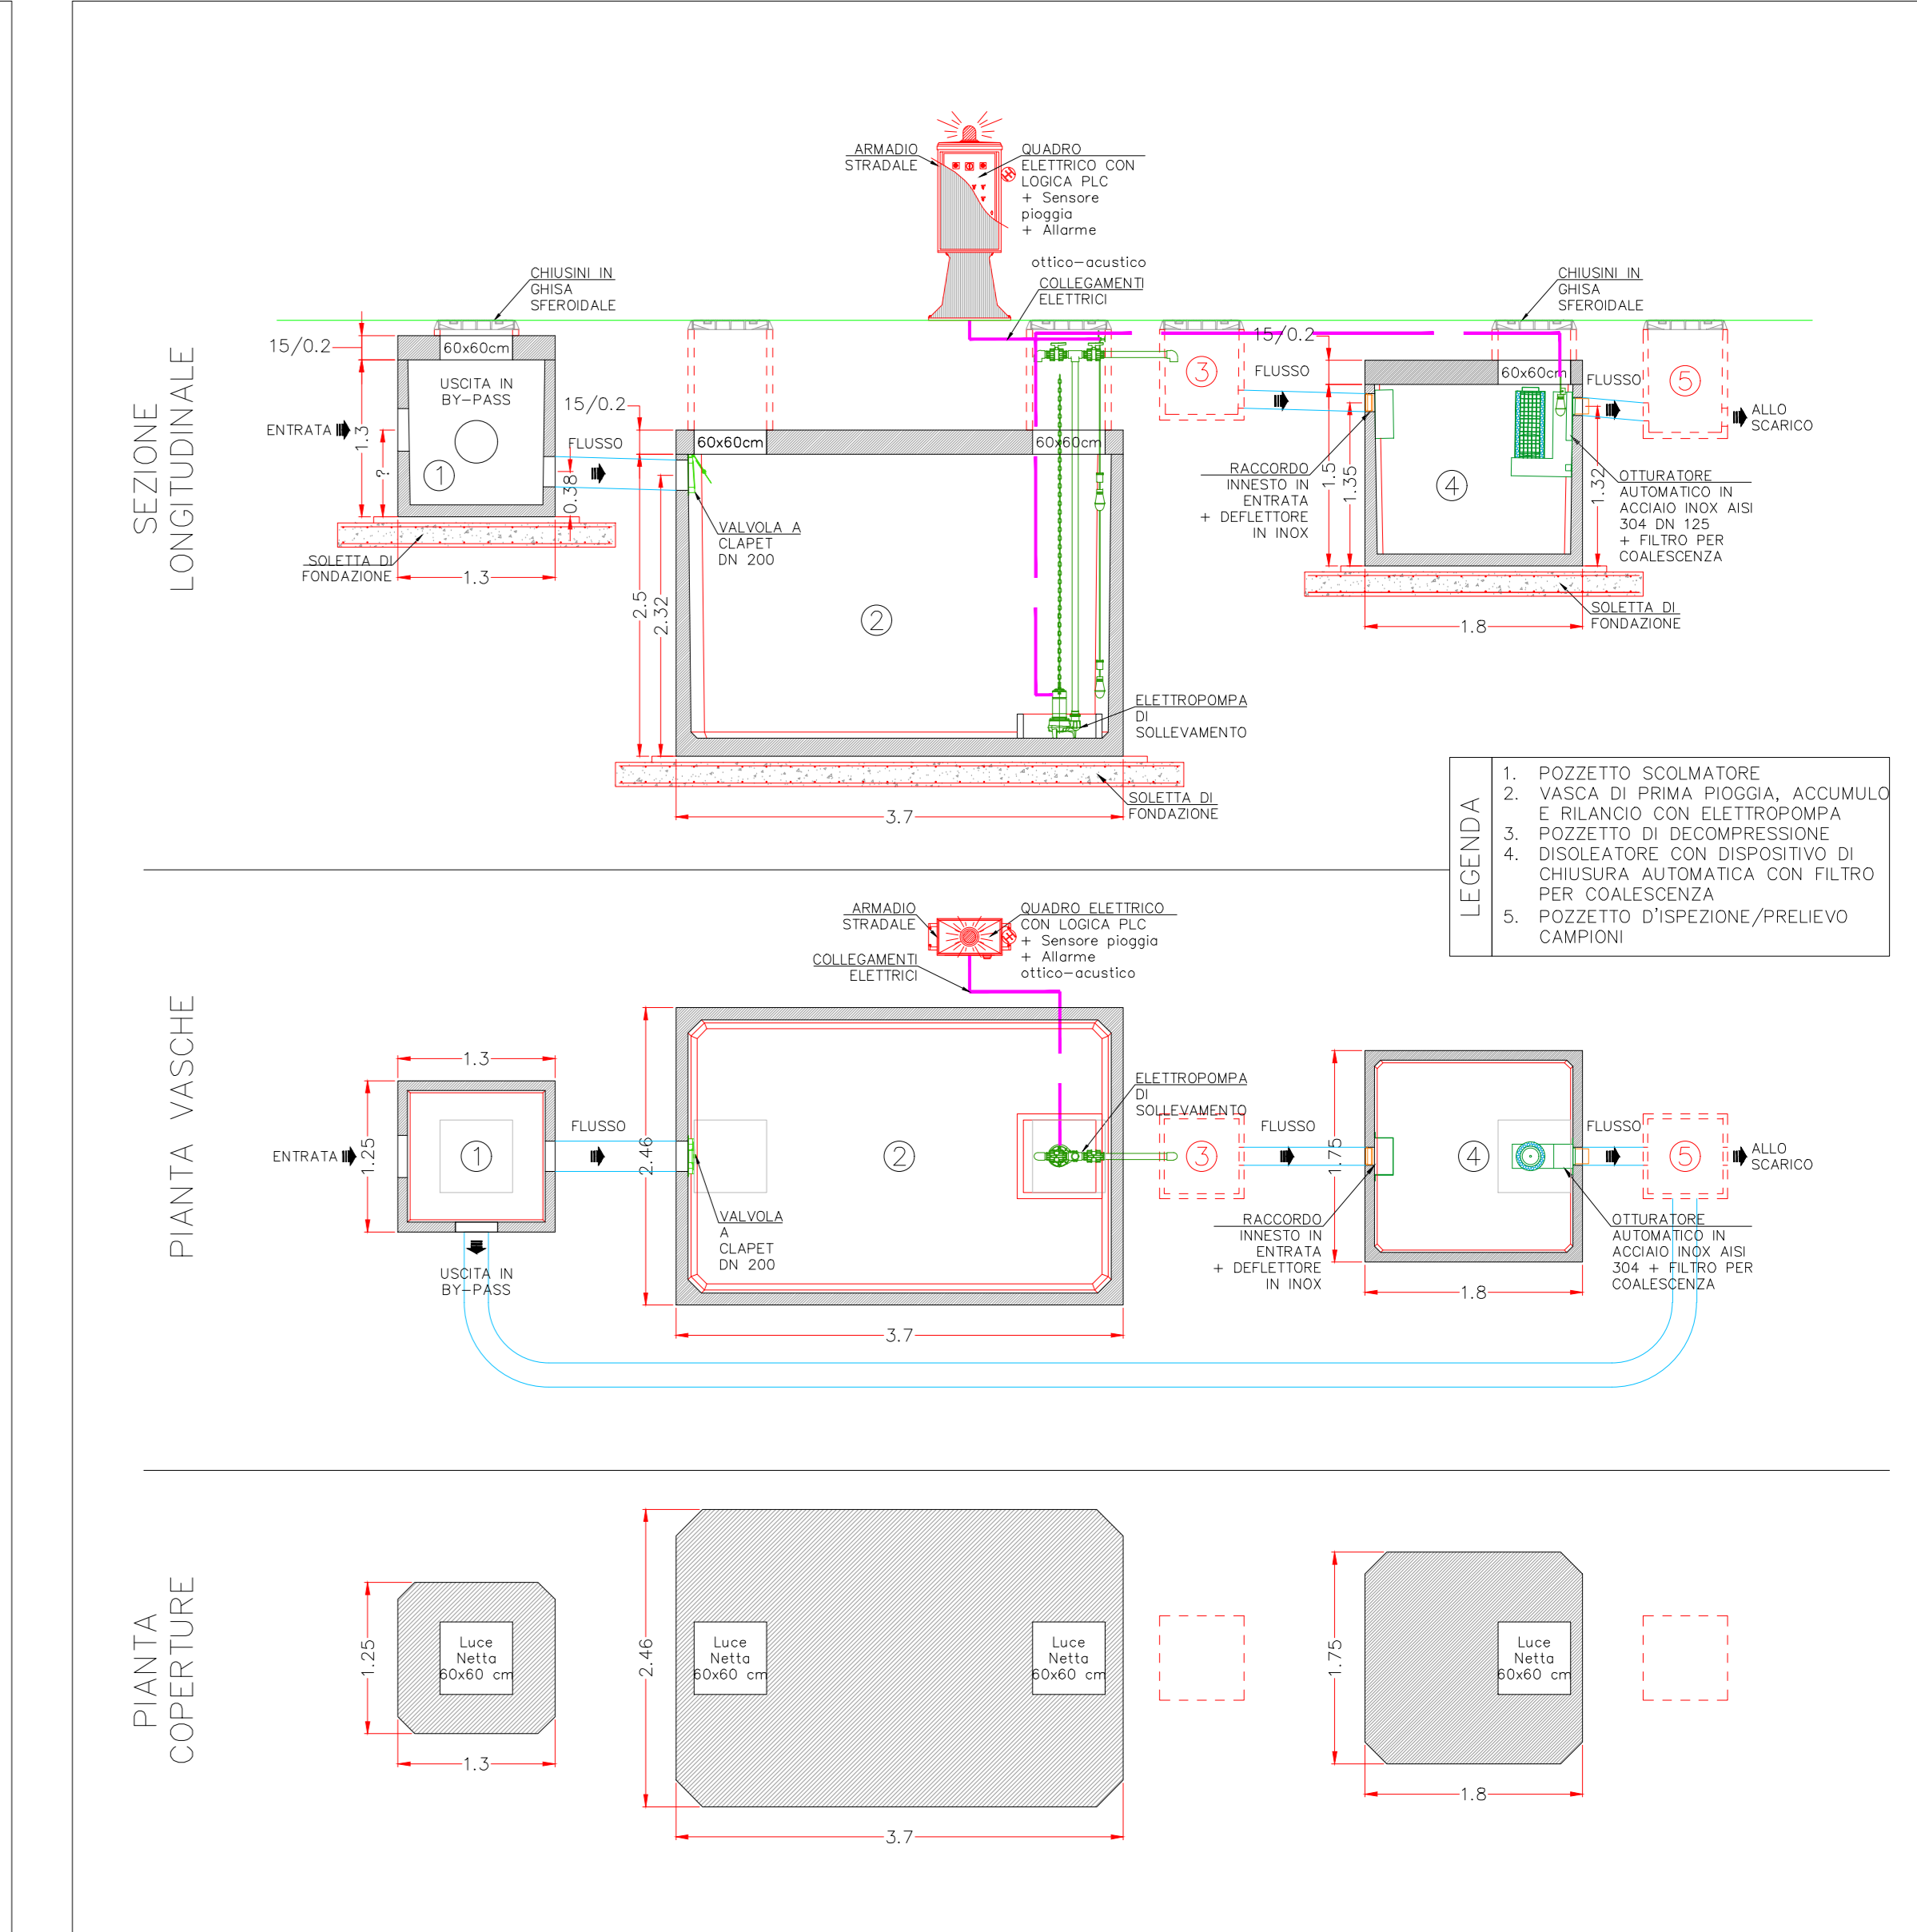 SEZIONE
LONGITUDINALE
ARMADIO
STRADALE
QUADRO
ELETTRICO CON
LOGICA PLC
+ Sensore
pioggia
+ Allarme
ottico-acustico
COLLEGAMENTI
ELETTRICI
CHIUSINI IN
GHISA
SFEROIDALE
CHIUSINI IN
GHISA
SFEROIDALE
15/0.2
60x60cm
USCITA IN
BY-PASS
ENTRATA
1.3
?
1
FLUSSO
0.38
SOLETTA DI
FONDAZIONE
1.3
15/0.2
60x60cm
60x60cm
VALVOLA A
CLAPET
DN 200
2.5
2.32
2
ELETTROPOMPA
DI
SOLLEVAMENTO
SOLETTA DI
FONDAZIONE
3.7
3
FLUSSO
15/0.2
60x60cm
FLUSSO
5
ALLO
SCARICO
RACCORDO
INNESTO IN
ENTRATA
+ DEFLETTORE
IN INOX
1.5
1.35
4
1.32
OTTURATORE
AUTOMATICO IN
ACCIAIO INOX AISI
304 DN 125
+ FILTRO PER
COALESCENZA
SOLETTA DI
FONDAZIONE
1.8
LEGENDA
1. POZZETTO SCOLMATORE
2. VASCA DI PRIMA PIOGGIA, ACCUMULO
E RILANCIO CON ELETTROPOMPA
3. POZZETTO DI DECOMPRESSIONE
4. DISOLEATORE CON DISPOSITIVO DI
CHIUSURA AUTOMATICA CON FILTRO
PER COALESCENZA
5. POZZETTO D'ISPEZIONE/PRELIEVO
CAMPIONI
PIANTA VASCHE
ARMADIO
STRADALE
QUADRO ELETTRICO
CON LOGICA PLC
+ Sensore pioggia
+ Allarme
ottico-acustico
COLLEGAMENTI
ELETTRICI
1.3
1.25
ENTRATA
1
FLUSSO
USCITA IN
BY-PASS
2.46
VALVOLA
A
CLAPET
DN 200
2
ELETTROPOMPA
DI
SOLLEVAMENTO
3.7
3
FLUSSO
1.75
4
FLUSSO
5
ALLO
SCARICO
RACCORDO
INNESTO IN
ENTRATA
+ DEFLETTORE
IN INOX
OTTURATORE
AUTOMATICO IN
ACCIAIO INOX AISI
304 + FILTRO PER
COALESCENZA
1.8
PIANTA
COPERTURE
1.25
Luce
Netta
60x60 cm
1.3
2.46
Luce
Netta
60x60 cm
Luce
Netta
60x60 cm
3.7
1.75
Luce
Netta
60x60 cm
1.8